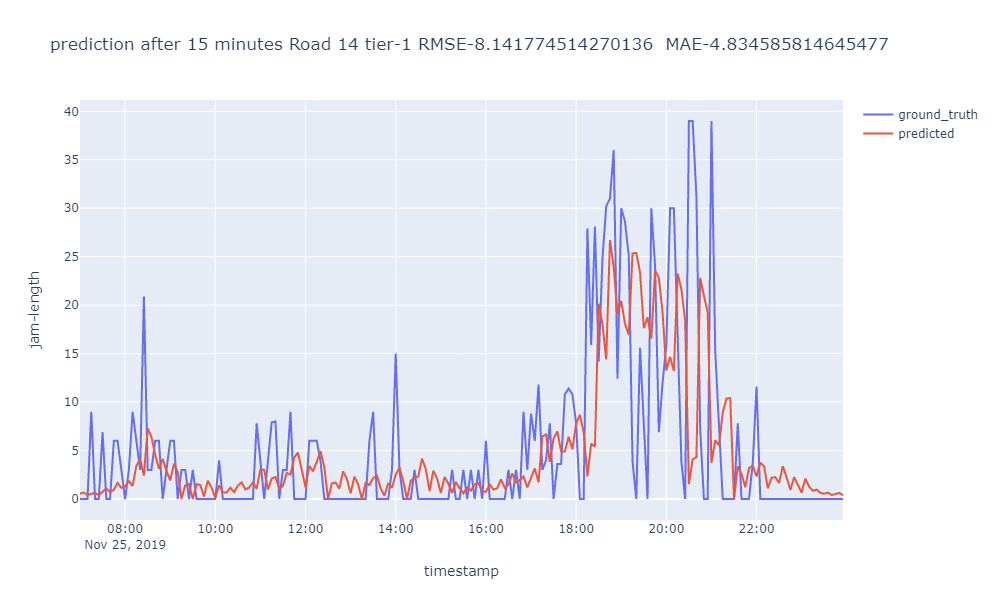 prediction after 15 minutes Road 14 tier-1 RMSE-8.141774514270136  MAE-4.834585814645477
ground_truth
predicted
jam-length
40
35
30
25
20
15
10
5
0
08:00 10:00 12:00 14:00 16:00 18:00 20:00 22:00
Nov 25, 2019
timestamp